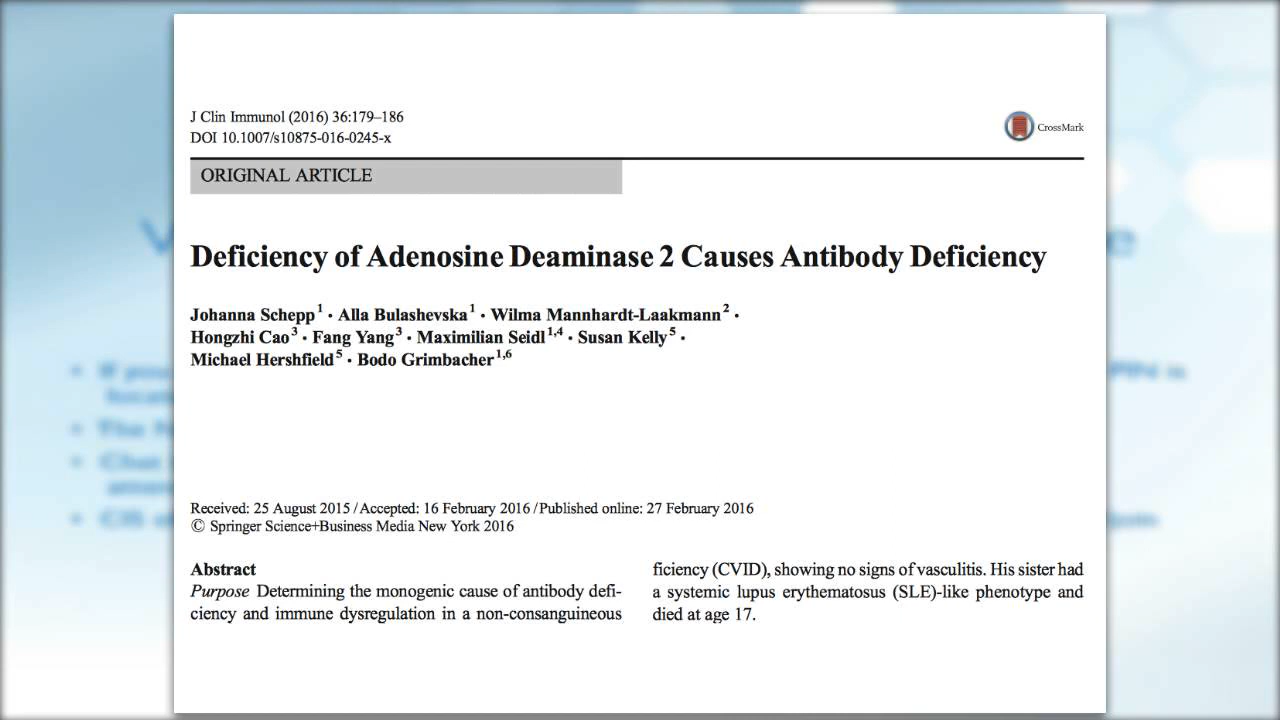 J Clin Immunol (2016) 36:179–186
DOI 10.1007/s10875-016-0245-x
CrossMark
ORIGINAL ARTICLE
Deficiency of Adenosine Deaminase 2 Causes Antibody Deficiency
Johanna Schepp 1 · Alla Bulashevska 1 · Wilma Mannhardt-Laakmann 2 ·
Hongzhi Cao 3 · Fang Yang 3 · Maximilian Seidl 1,4 · Susan Kelly 5 ·
Michael Hershfield 5 · Bodo Grimbacher 1,6
Received: 25 August 2015 / Accepted: 16 February 2016 / Published online: 27 February 2016
© Springer Science+Business Media New York 2016
Abstract
Purpose Determining the monogenic cause of antibody defi-
ciency and immune dysregulation in a non-consanguineous
ficiency (CVID), showing no signs of vasculitis. His sister had
a systemic lupus erythematosus (SLE)-like phenotype and
died at age 17.